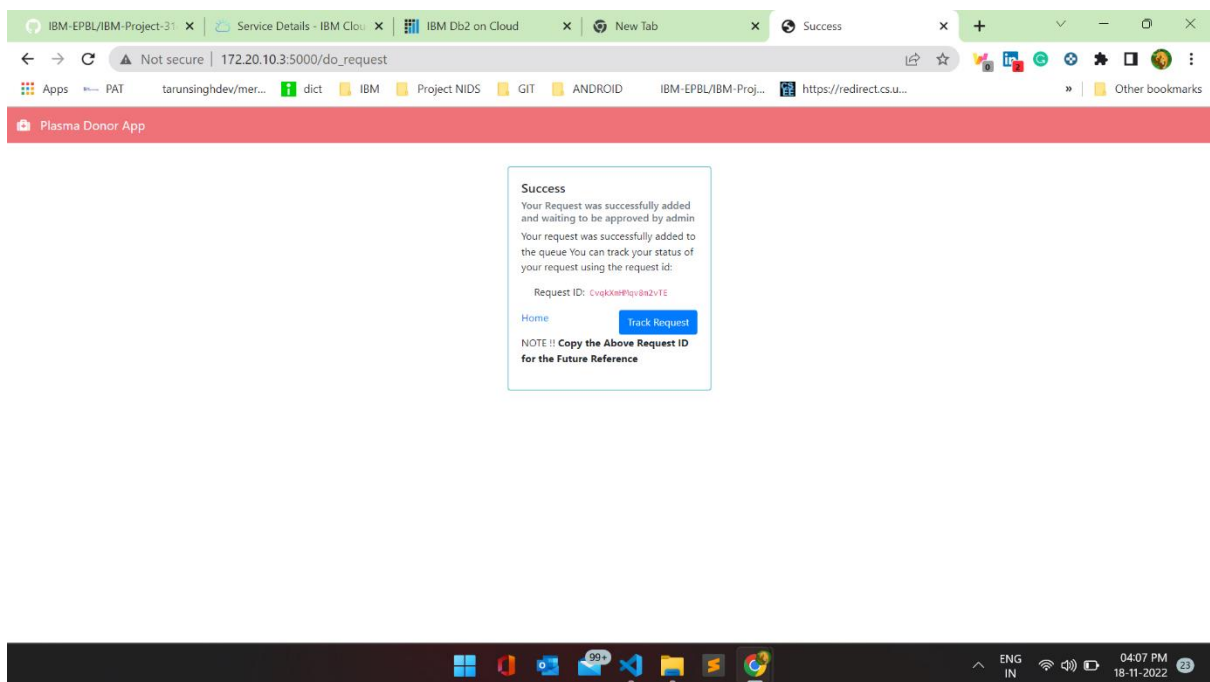 IBM-EPBL/IBM-Project-31 Service Details - IBM Clou IBM Db2 on Cloud New Tab Success
Not secure 172.20.10.3:5000/do_request
Apps PAT tarunsinghdev/mer... dict IBM Project NIDS GIT ANDROID IBM-EPBL/IBM-Proj... https://redirect.cs.u... » Other bookmarks
Plasma Donor App
Success
Your Request was successfully added
and waiting to be approved by admin
Your request was successfully added to
the queue You can track your status of
your request using the request id:
Request ID:
Home Track Request
NOTE !! Copy the Above Request ID
for the Future Reference
99+
ENG 04:07 PM
IN 18-11-2022 23